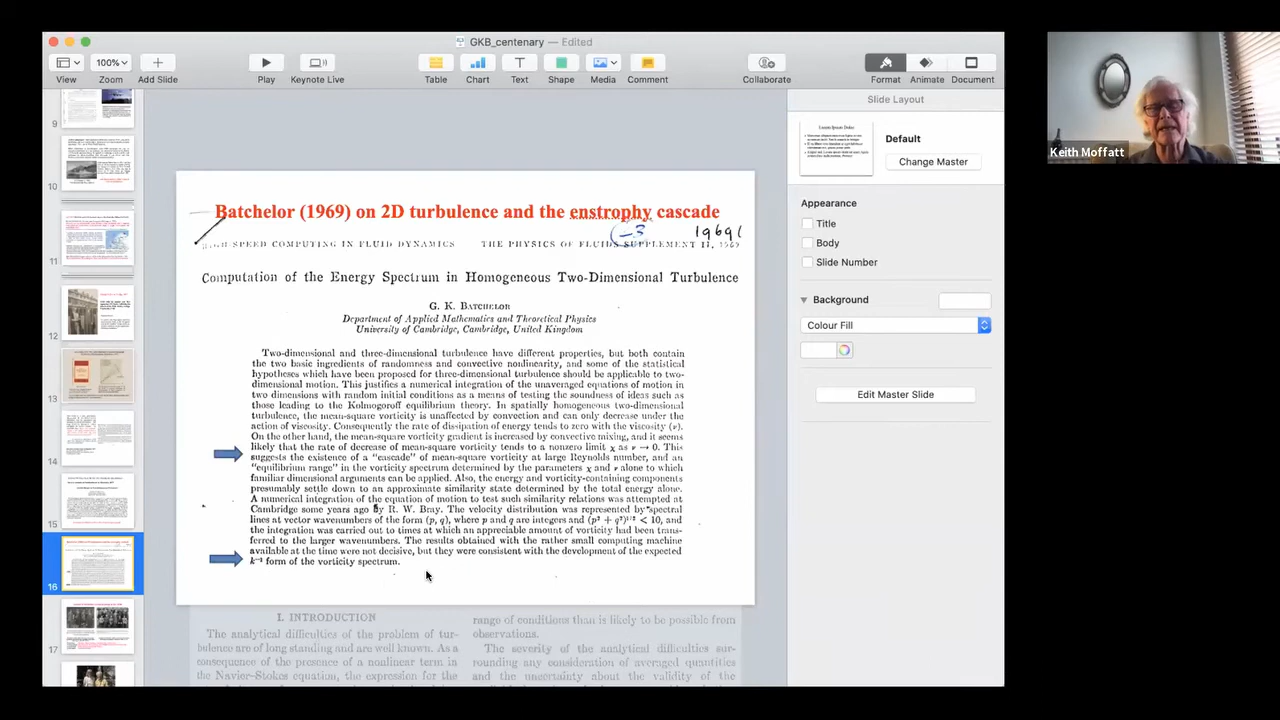 GKB_centenary — Edited
View
100%
Zoom
Add Slide
Play
Keynote Live
Table
Chart
Text
Shape
Media
Comment
Collaborate
Format
Animate
Document
9
10
11
12
13
14
15
16
17
Batchelor (1969) on 2D turbulence and the enstrophy cascade
1969
HIGH SPEED COMPUTING IN FLUID DYNAMICS THE PHYSICS OF FLUIDS SUPPLEMENT II, 1969
Computation of the Energy Spectrum in Homogeneous Two-Dimensional Turbulence
G. K. BATCHELOR
Department of Applied Mathematics and Theoretical Physics
University of Cambridge, Cambridge, United Kingdom
Two-dimensional and three-dimensional turbulence have different properties, but both contain
the two basic ingredients of randomness and convective nonlinearity, and some of the statistical
hypotheses which have been proposed for three-dimensional turbulence should be applicable to two-
dimensional motion. This justifies a numerical integration of the unaveraged equations of motion in
two dimensions with random initial conditions as a means of testing the soundness of ideas such as
those leading to the Kolmogoroff equilibrium theory. In spatially homogeneous two-dimensional
turbulence, the mean-square vorticity is unaffected by convection and can only decrease under the
action of viscosity. Consequently the rate of dissipation of energy tends to zero with the viscosity (ν).
On the other hand, the mean-square vorticity gradient is increased by convective mixing, and it seems
likely that the rate of decrease of mean-square vorticity tends to a nonzero limit χ as ν → 0. This
suggests the existence of a "cascade" of mean-square vorticity at large Reynolds number, and an
"equilibrium range" in the vorticity spectrum determined by the parameters χ and ν alone to which
familiar dimensional arguments can be applied. Also, the energy and vorticity-containing components
presumably settle down to an approximate similarity state determined by the total energy alone.
A numerical integration of the equation of motion to test such similarity relations was attempted at
Cambridge some years ago by R. W. Bray. The velocity distribution was represented by spectral
lines at vector wavenumbers of the form (p, q), where p and q are integers and (p² + q²)¹/² < 10, and
the integration was carried out to times at which an appreciable amount of vorticity had been trans-
ferred to the larger wavenumbers. The results obtained with the rather small computing machine
available at the time were not decisive, but they were consistent with the development of the expected
form of the vorticity spectrum.
I. INTRODUCTION
The analytical difficulties of the problem of tur-
bulence are of long standing and are well known. As a
consequence of the presence of a nonlinear term in
the Navier-Stokes equation, the expression for the
range of conditions than is likely to be possible from
The severity of the analytical difficulties sur-
rounding any consideration of averaged quantities
and the uncertainty about the validity of the
Slide Layout
Default
Change Master
Appearance
Title
Body
Slide Number
Background
Colour Fill
Edit Master Slide
Keith Moffatt